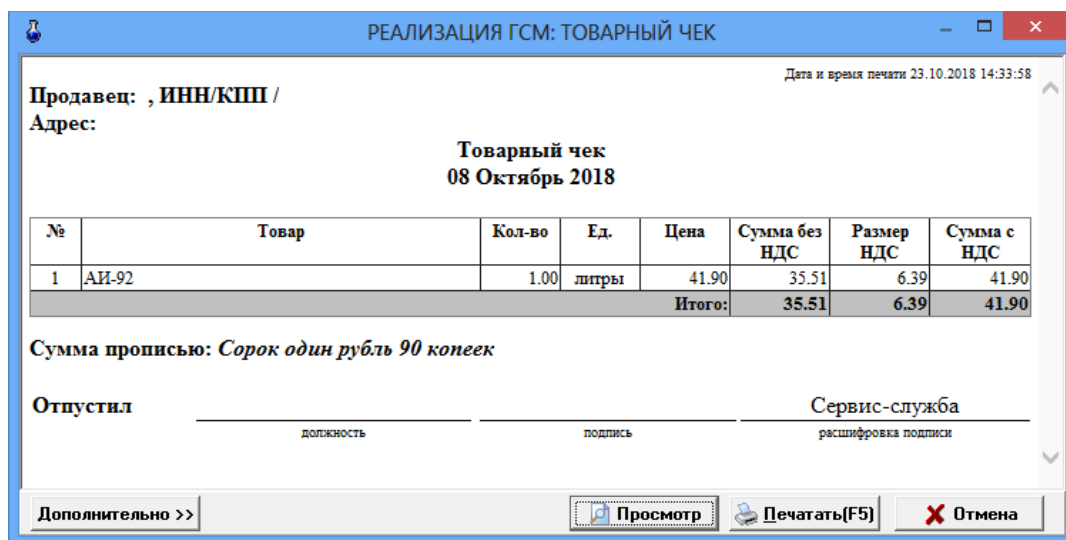 РЕАЛИЗАЦИЯ ГСМ: ТОВАРНЫЙ ЧЕК
Дата и время печати 23.10.2018 14:33:58
Продавец: , ИНН/КПП /
Адрес:
Товарный чек
08 Октябрь 2018
№ Товар Кол-во Ед. Цена Сумма без НДС Размер НДС Сумма с НДС
1 АИ-92 1.00 литры 41.90 35.51 6.39 41.90
Итого: 35.51 6.39 41.90
Сумма прописью: Сорок один рубль 90 копеек
Отпустил Сервис-служба
должность подпись расшифровка подписи
Дополнительно >> Просмотр Печатать(F5) Отмена